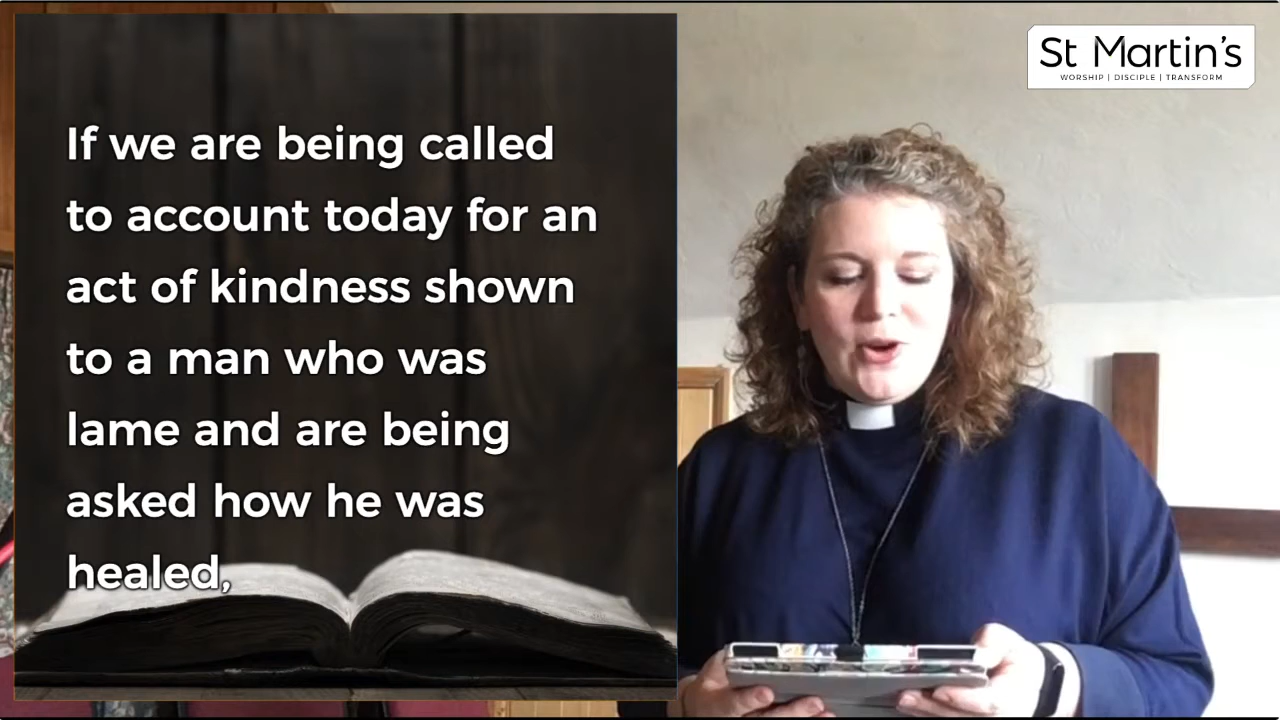 If we are being called
to account today for an
act of kindness shown
to a man who was
lame and are being
asked how he was
healed,
St Martin's
WORSHIP | DISCIPLE | TRANSFORM